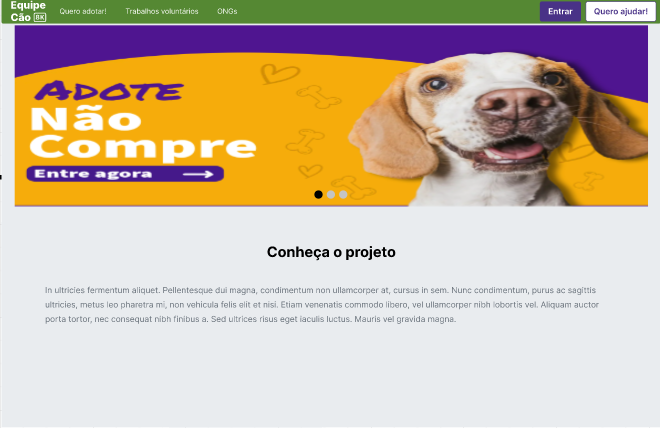 Equipe
Cão BK
Quero adotar!
Trabalhos voluntários
ONGs
Entrar
Quero ajudar!
ADOTE
Não
Compre
Entre agora
Conheça o projeto
In ultricies fermentum aliquet. Pellentesque dui magna, condimentum non ullamcorper at, cursus in sem. Nunc condimentum, purus ac sagittis
ultricies, metus leo pharetra mi, non vehicula felis elit et nisi. Etiam venenatis commodo libero, vel ullamcorper nibh lobortis vel. Aliquam auctor
porta tortor, nec consequat nibh finibus a. Sed ultrices risus eget iaculis luctus. Mauris vel gravida magna.